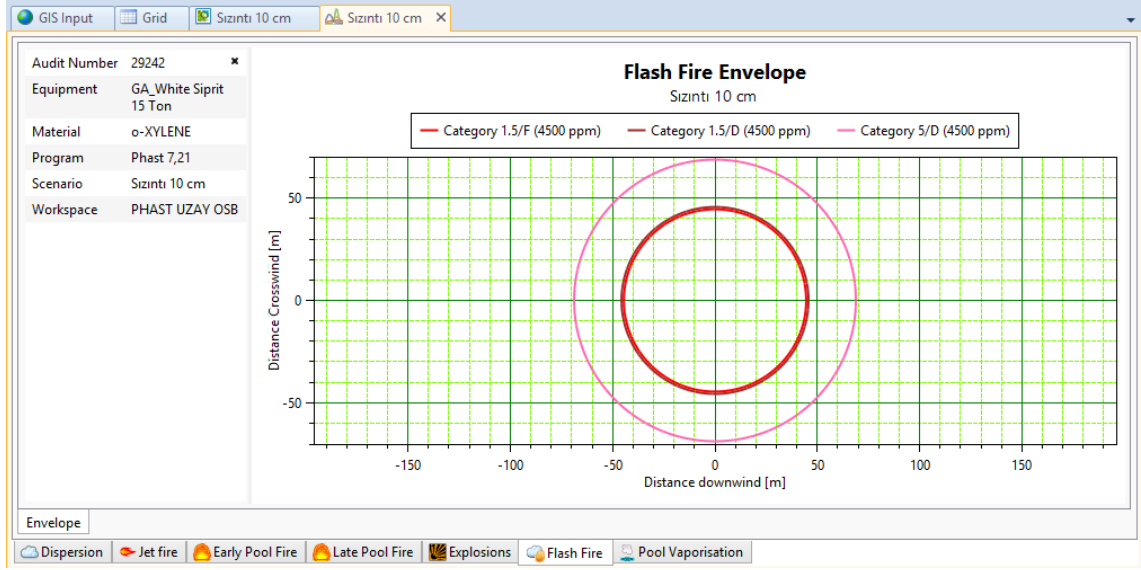 GIS Input
Grid
Sızıntı 10 cm
Sızıntı 10 cm
Audit Number 29242
Equipment GA_White Siprit
15 Ton
Material o-XYLENE
Program Phast 7,21
Scenario Sızıntı 10 cm
Workspace PHAST UZAY OSB
Flash Fire Envelope
Sızıntı 10 cm
Category 1.5/F (4500 ppm) Category 1.5/D (4500 ppm) Category 5/D (4500 ppm)
Distance Crosswind [m]
50
0
-50
-150 -100 -50 0 50 100 150
Distance downwind [m]
Envelope
Dispersion Jet fire Early Pool Fire Late Pool Fire Explosions Flash Fire Pool Vaporisation